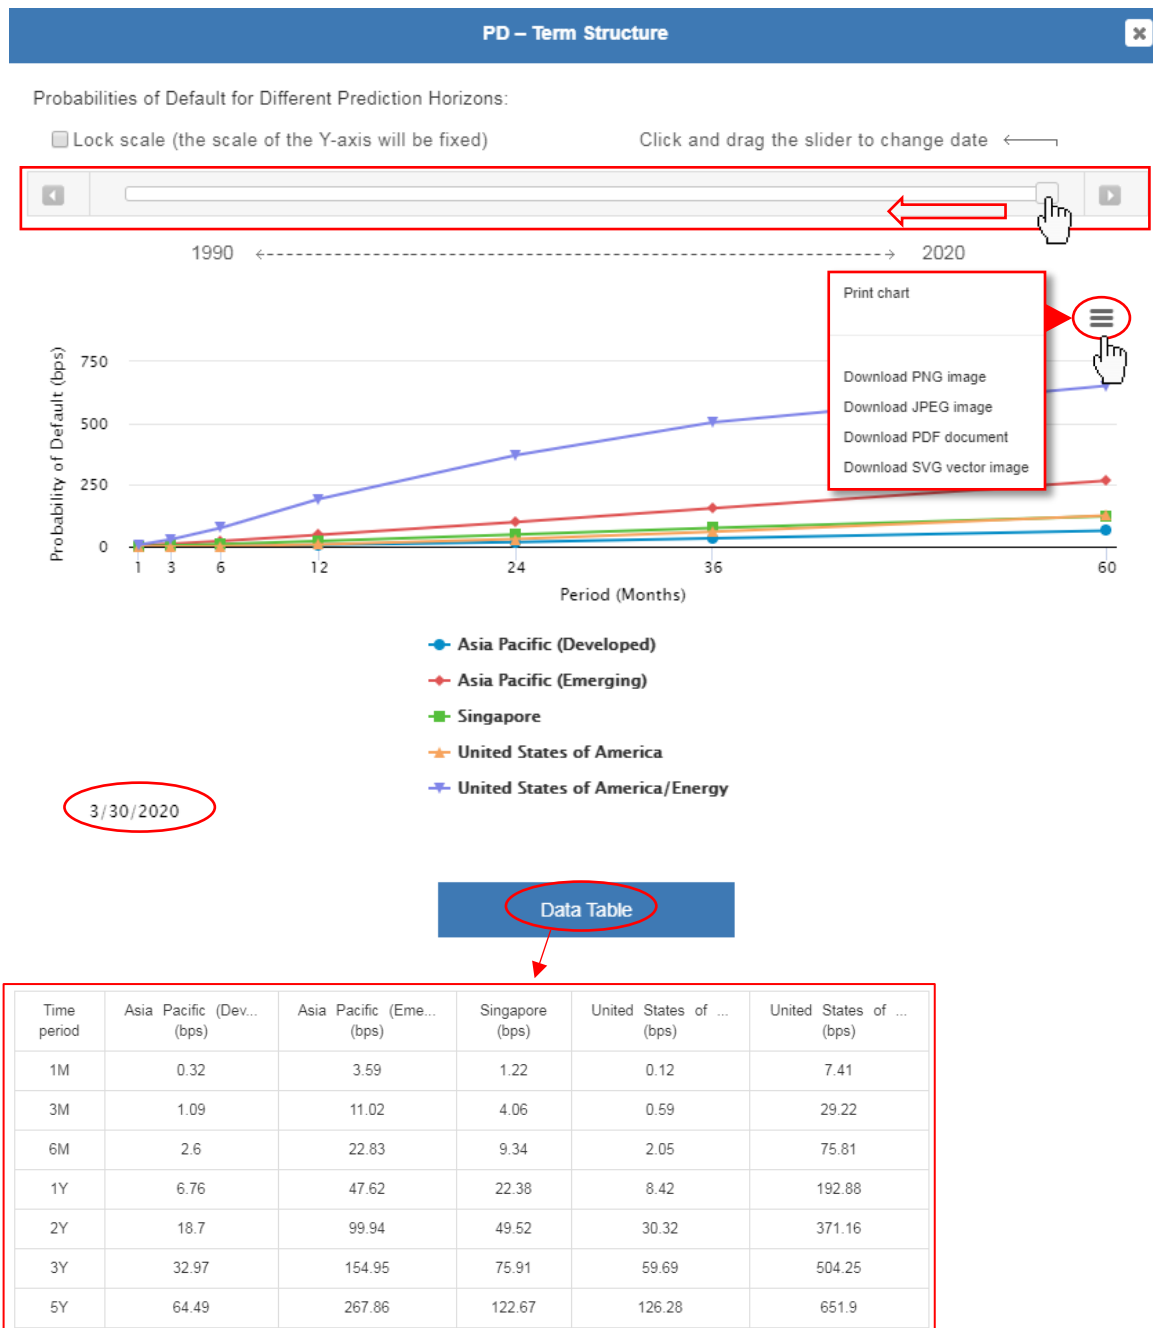 PD – Term Structure
Probabilities of Default for Different Prediction Horizons:
Lock scale (the scale of the Y-axis will be fixed)
Click and drag the slider to change date
1990
2020
Print chart
Download PNG image
Download JPEG image
Download PDF document
Download SVG vector image
Probability of Default (bps)
750
500
250
0
1 3 6 12 24 36 60
Period (Months)
Asia Pacific (Developed)
Asia Pacific (Emerging)
Singapore
United States of America
United States of America/Energy
3/30/2020
Data Table
Time period Asia Pacific (Dev... (bps) Asia Pacific (Eme... (bps) Singapore (bps) United States of ... (bps) United States of ... (bps)
1M 0.32 3.59 1.22 0.12 7.41
3M 1.09 11.02 4.06 0.59 29.22
6M 2.6 22.83 9.34 2.05 75.81
1Y 6.76 47.62 22.38 8.42 192.88
2Y 18.7 99.94 49.52 30.32 371.16
3Y 32.97 154.95 75.91 59.69 504.25
5Y 64.49 267.86 122.67 126.28 651.9